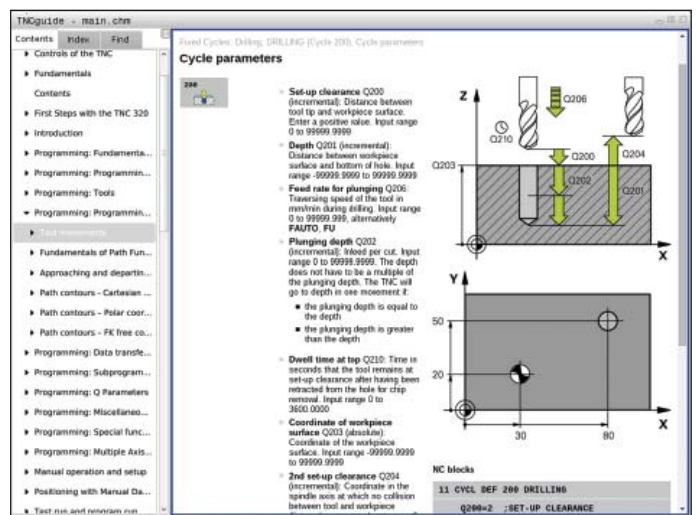 TNCguide - main.chm
Contents Index Find
Controls of the TNC
Fundamentals
Contents
First Steps with the TNC 320
Introduction
Programming: Fundamenta...
Programming: Programmin...
Programming: Tools
Programming: Programmin...
Tool movements
Fundamentals of Path Fun...
Approaching and departin...
Path contours - Cartesian ...
Path contours - Polar coor...
Path contours - FK free co...
Programming: Data transfe...
Programming: Subprogram...
Programming: Q Parameters
Programming: Miscellaneo...
Programming: Special func...
Programming: Multiple Axis...
Manual operation and setup
Positioning with Manual Da...
Test run and program run
Fixed Cycles: Drilling, DRILLING (Cycle 200), Cycle parameters
Cycle parameters
200
Set-up clearance Q200
(incremental): Distance between
tool tip and workpiece surface.
Enter a positive value. Input range
0 to 99999.9999
Depth Q201 (incremental):
Distance between workpiece
surface and bottom of hole. Input
range -99999.9999 to 99999.9999
Feed rate for plunging Q206:
Traversing speed of the tool in
mm/min during drilling. Input range
0 to 99999.999, alternatively
FAUTO, FU
Plunging depth Q202
(incremental): Infeed per cut. Input
range 0 to 99999.9999. The depth
does not have to be a multiple of
the plunging depth. The TNC will
go to depth in one movement if:
the plunging depth is equal to
the depth
the plunging depth is greater
than the depth
Dwell time at top Q210: Time in
seconds that the tool remains at
set-up clearance after having been
retracted from the hole for chip
removal. Input range 0 to
3600.0000
Coordinate of workpiece
surface Q203 (absolute):
Coordinate of the workpiece
surface. Input range -99999.9999
to 99999.9999
2nd set-up clearance Q204
(incremental): Coordinate in the
spindle axis at which no collision
between tool and workpiece
Z
Q206
Q210
Q200
Q204
Q203
Q202
Q201
X
Y
50
20
30
80
X
NC blocks
11 CYCL DEF 200 DRILLING
Q200=2 ;SET-UP CLEARANCE